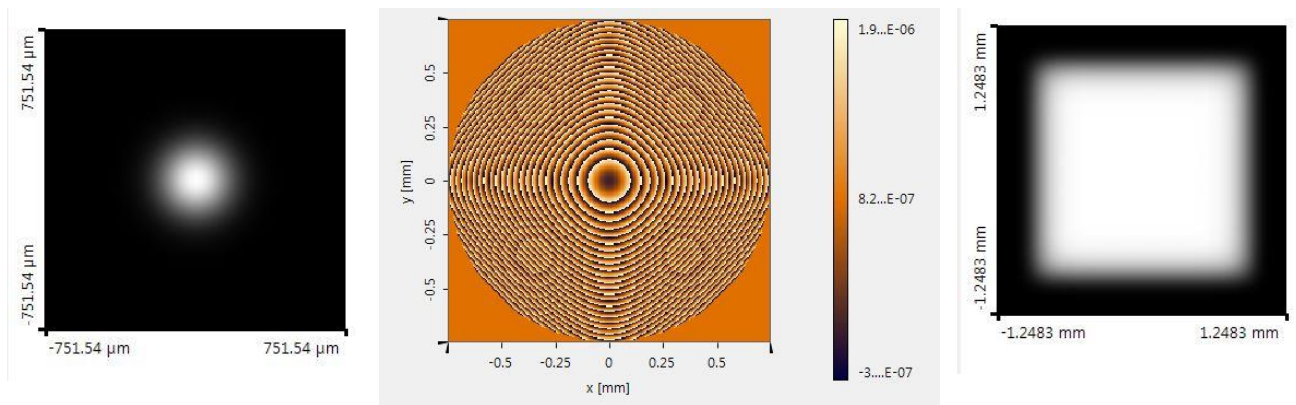 751.54 µm
-751.54 µm
-751.54 µm
751.54 µm
y [mm]
0.5
0.25
0
-0.25
-0.5
-0.5
-0.25
0
0.25
0.5
x [mm]
1.9...E-06
8.2...E-07
-3....E-07
1.2483 mm
-1.2483 mm
-1.2483 mm
1.2483 mm